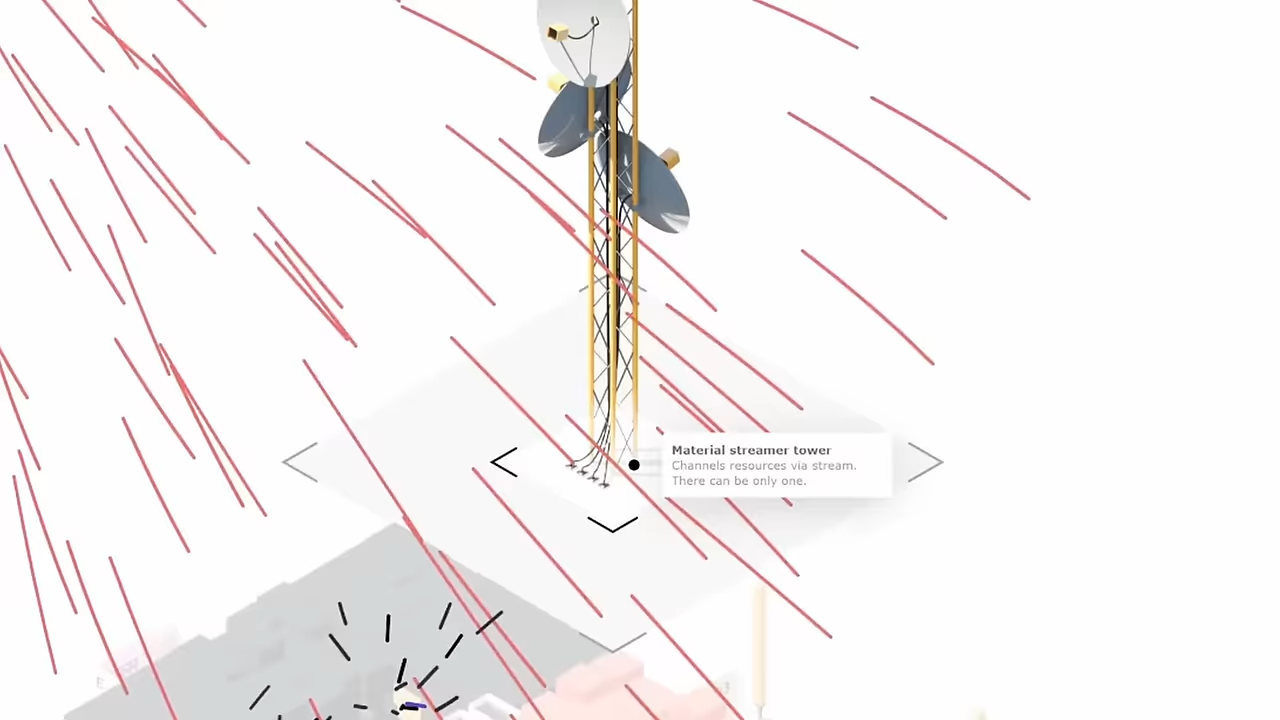 Material streamer tower
Channels resources via stream.
There can be only one.